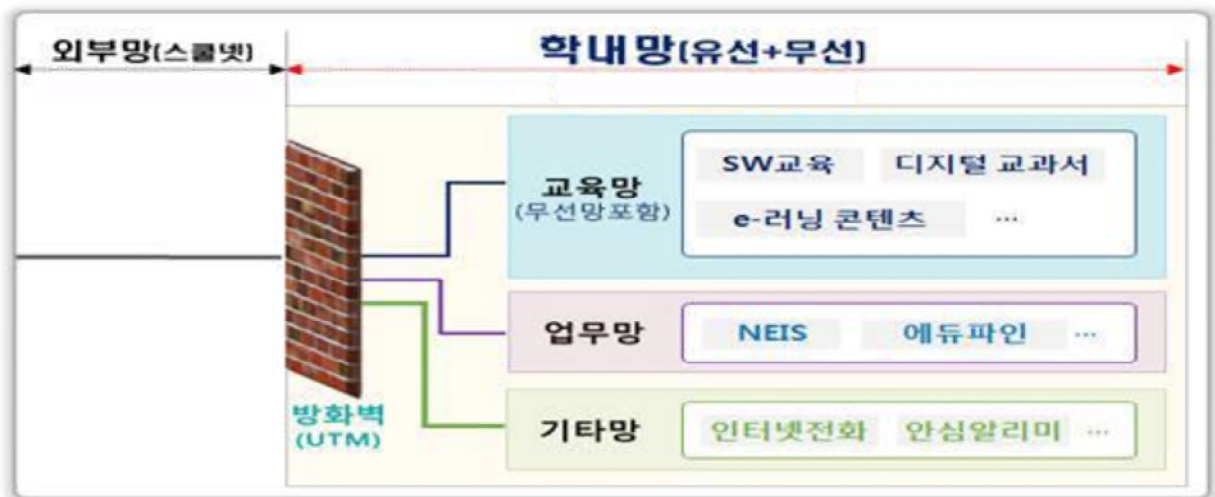 외부망(스쿨넷)
학내망(유선+무선)
교육망
(무선망포함)
SW교육 디지털 교과서
e-러닝 콘텐츠 ...
업무망
NEIS 에듀파인 ...
기타망
인터넷전화 안심알리미 ...
방화벽
(UTM)